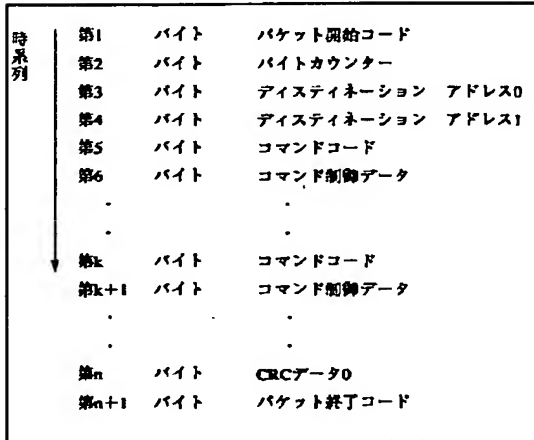 時系列
第1 バイト パケット開始コード
第2 バイト バイトカウンター
第3 バイト ディスティネーション アドレス0
第4 バイト ディスティネーション アドレス1
第5 バイト コマンドコード
第6 バイト コマンド制御データ
・ ・
・ ・
第k バイト コマンドコード
第k+1 バイト コマンド制御データ
・ ・
・ ・
第n バイト CRCデータ0
第n+1 バイト パケット終了コード